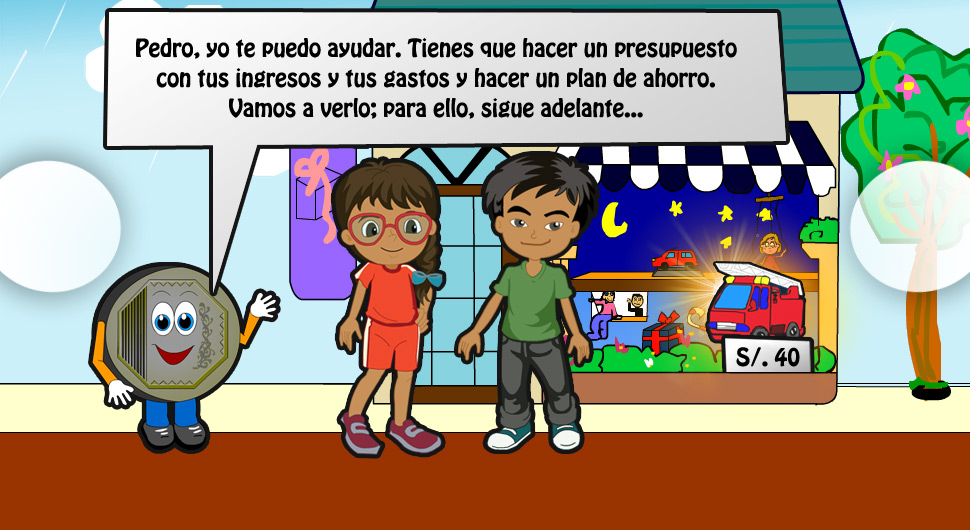 Pedro, yo te puedo ayudar. Tienes que hacer un presupuesto
con tus ingresos y tus gastos y hacer un plan de ahorro.
Vamos a verlo; para ello, sigue adelante...
S/. 40